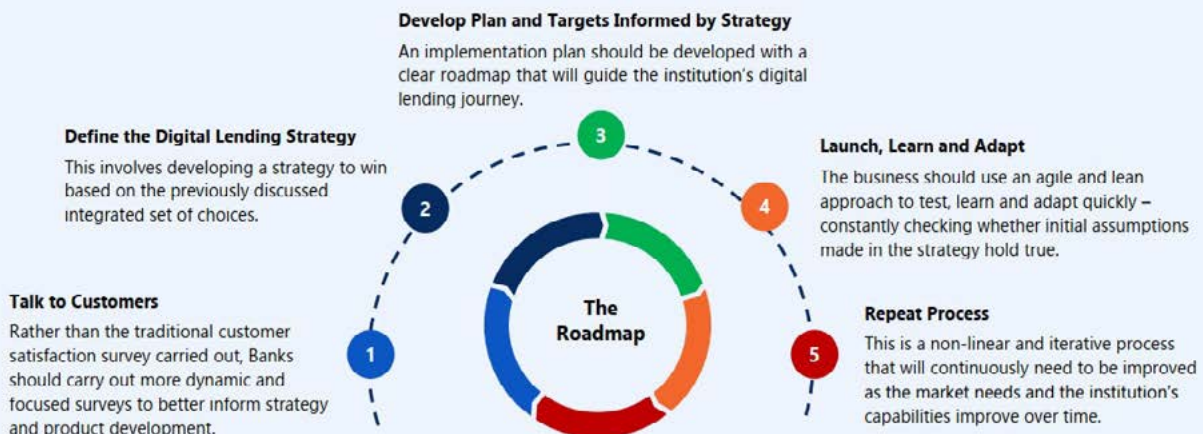 Develop Plan and Targets Informed by Strategy
An implementation plan should be developed with a
clear roadmap that will guide the institution's digital
lending journey.
3
Define the Digital Lending Strategy
This involves developing a strategy to win
based on the previously discussed
integrated set of choices.
2
Launch, Learn and Adapt
The business should use an agile and lean
approach to test, learn and adapt quickly –
constantly checking whether initial assumptions
made in the strategy hold true.
4
Talk to Customers
Rather than the traditional customer
satisfaction survey carried out, Banks
should carry out more dynamic and
focused surveys to better inform strategy
and product development.
1
The
Roadmap
Repeat Process
This is a non-linear and iterative process
that will continuously need to be improved
as the market needs and the institution's
capabilities improve over time.
5